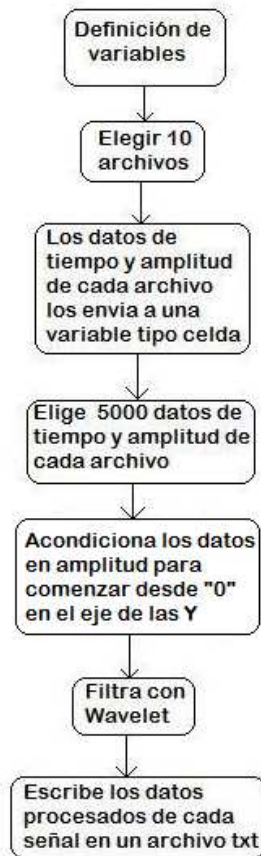 Definición de
variables
Elegir 10
archivos
Los datos de
tiempo y amplitud
de cada archivo
los envia a una
variable tipo celda
Elige 5000 datos de
tiempo y amplitud de
cada archivo
Acondiciona los datos
en amplitud para
comenzar desde "0"
en el eje de las Y
Filtra con
Wavelet
Escribe los datos
procesados de cada
señal en un archivo txt